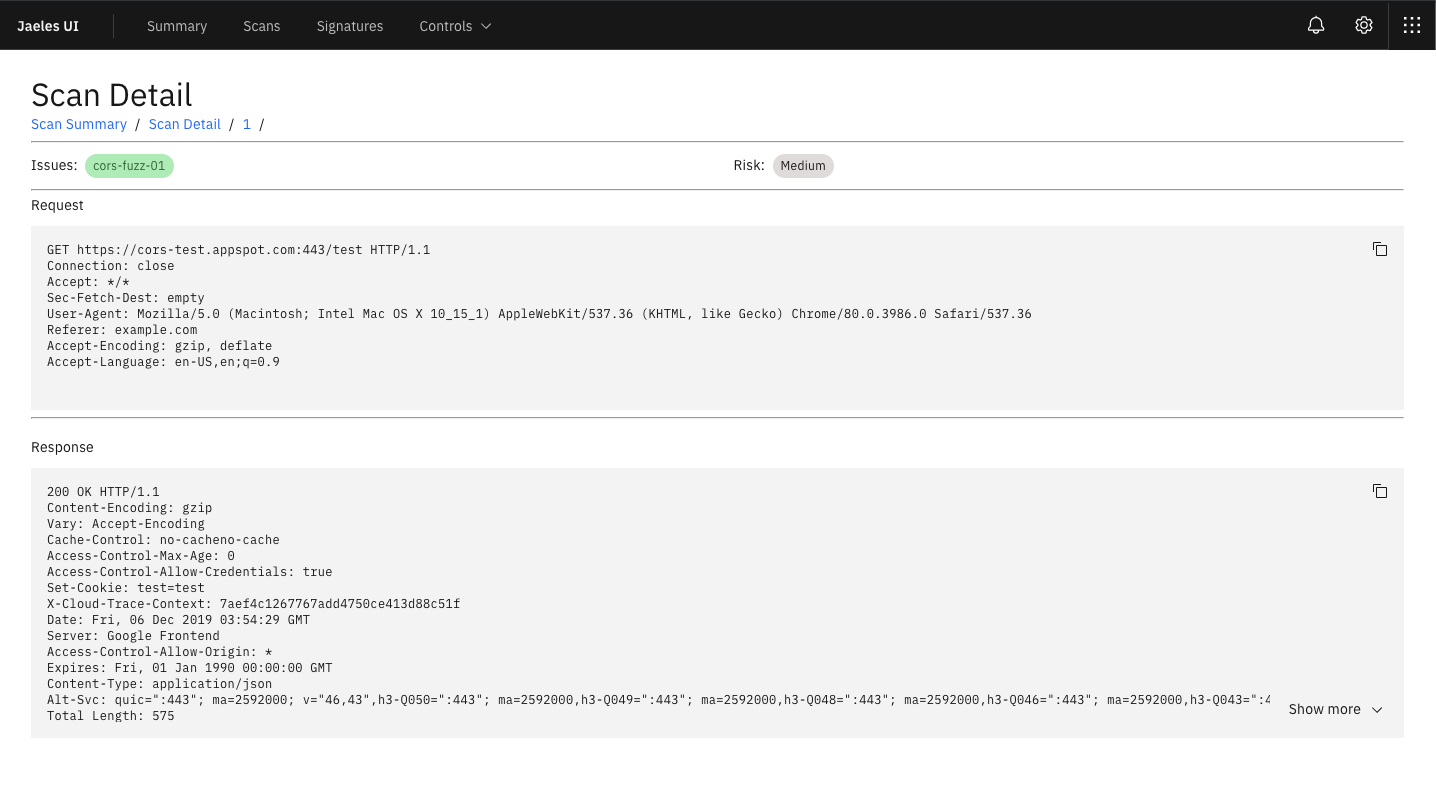 Jaeles UI Summary Scans Signatures Controls
Scan Detail
Scan Summary / Scan Detail / 1 /
Issues: cors-fuzz-01 Risk: Medium
Request
GET https://cors-test.appspot.com:443/test HTTP/1.1
Connection: close
Accept: */*
Sec-Fetch-Dest: empty
User-Agent: Mozilla/5.0 (Macintosh; Intel Mac OS X 10_15_1) AppleWebKit/537.36 (KHTML, like Gecko) Chrome/80.0.3986.0 Safari/537.36
Referer: example.com
Accept-Encoding: gzip, deflate
Accept-Language: en-US,en;q=0.9
Response
200 OK HTTP/1.1
Content-Encoding: gzip
Vary: Accept-Encoding
Cache-Control: no-cacheno-cache
Access-Control-Max-Age: 0
Access-Control-Allow-Credentials: true
Set-Cookie: test=test
X-Cloud-Trace-Context: 7aef4c1267767add4750ce413d88c51f
Date: Fri, 06 Dec 2019 03:54:29 GMT
Server: Google Frontend
Access-Control-Allow-Origin: *
Expires: Fri, 01 Jan 1990 00:00:00 GMT
Content-Type: application/json
Alt-Svc: quic=":443"; ma=2592000; v="46,43",h3-Q050=":443"; ma=2592000,h3-Q049=":443"; ma=2592000,h3-Q048=":443"; ma=2592000,h3-Q046=":443"; ma=2592000,h3-Q043=":4
Total Length: 575
Show more